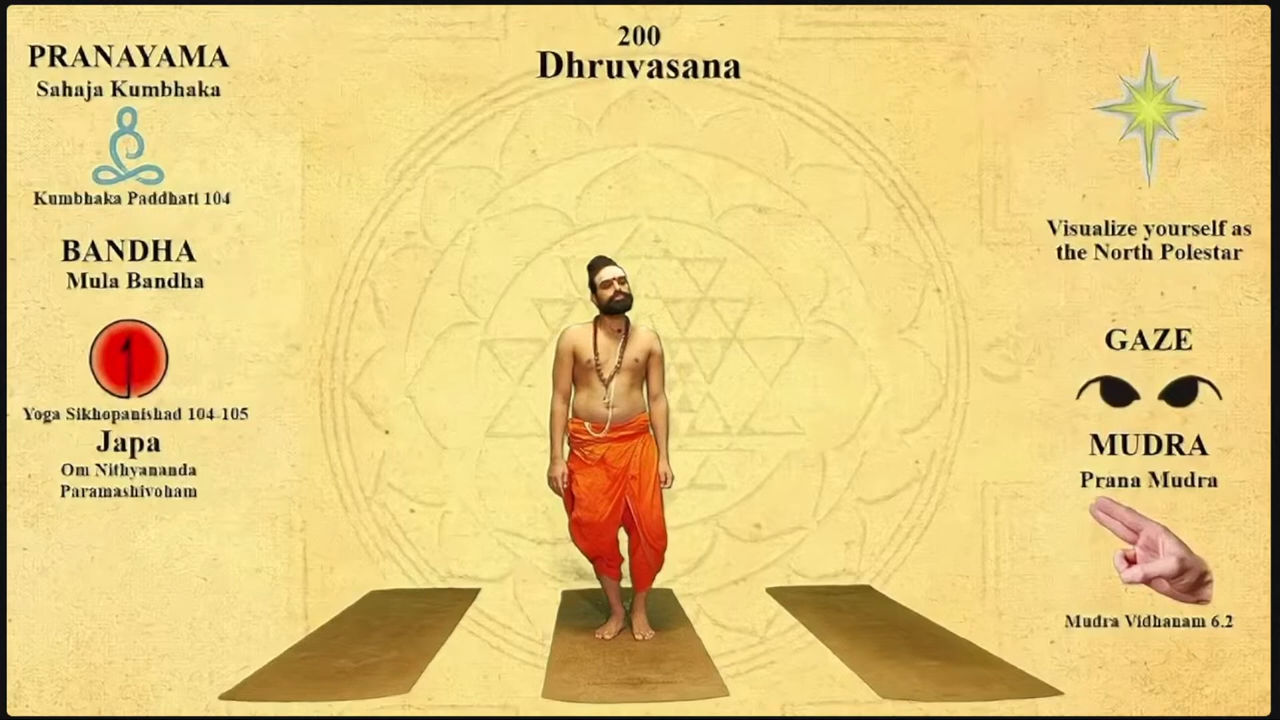 200
Dhruvasana
PRANAYAMA
Sahaja Kumbhaka
Kumbhaka Paddhati 104
BANDHA
Mula Bandha
Yoga Sikhopanishad 104-105
Japa
Om Nithyananda
Paramashivoham
Visualize yourself as
the North Polestar
GAZE
MUDRA
Prana Mudra
Mudra Vidhanam 6.2